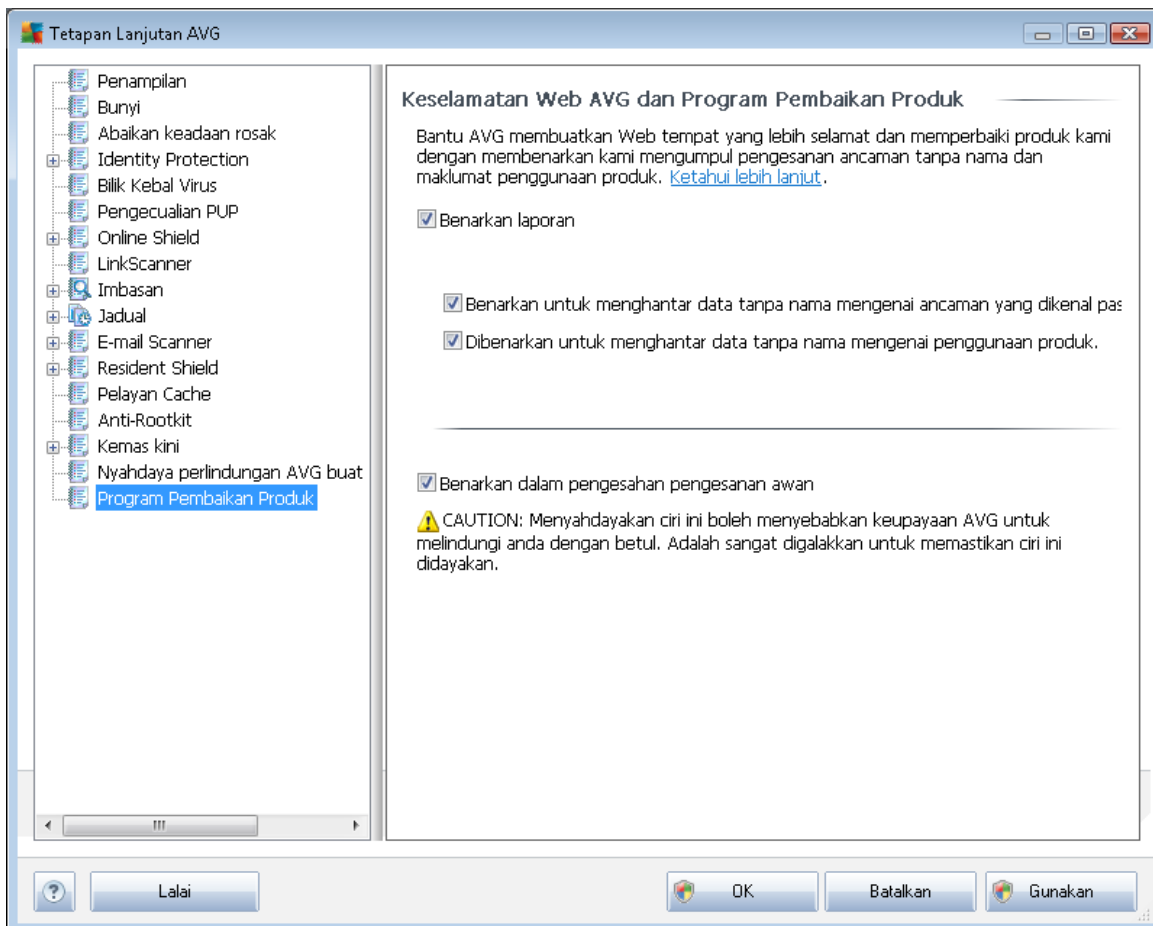 Tetapan Lanjutan AVG
Penampilan
Bunyi
Abaikan keadaan rosak
Identity Protection
Bilik Kebal Virus
Pengecualian PUP
Online Shield
LinkScanner
Imbasan
Jadual
E-mail Scanner
Resident Shield
Pelayan Cache
Anti-Rootkit
Kemas kini
Nyahdaya perlindungan AVG buat
Program Pembaikan Produk
Keselamatan Web AVG dan Program Pembaikan Produk
Bantu AVG membuatkan Web tempat yang lebih selamat dan memperbaiki produk kami
dengan membenarkan kami mengumpul pengesanan ancaman tanpa nama dan
maklumat penggunaan produk. Ketahui lebih lanjut.
Benarkan laporan
Benarkan untuk menghantar data tanpa nama mengenai ancaman yang dikenal pas
Dibenarkan untuk menghantar data tanpa nama mengenai penggunaan produk.
Benarkan dalam pengesahan pengesanan awan
CAUTION: Menyahdayakan ciri ini boleh menyebabkan keupayaan AVG untuk
melindungi anda dengan betul. Adalah sangat digalakkan untuk memastikan ciri ini
didayakan.
? Lalai OK Batalkan Gunakan